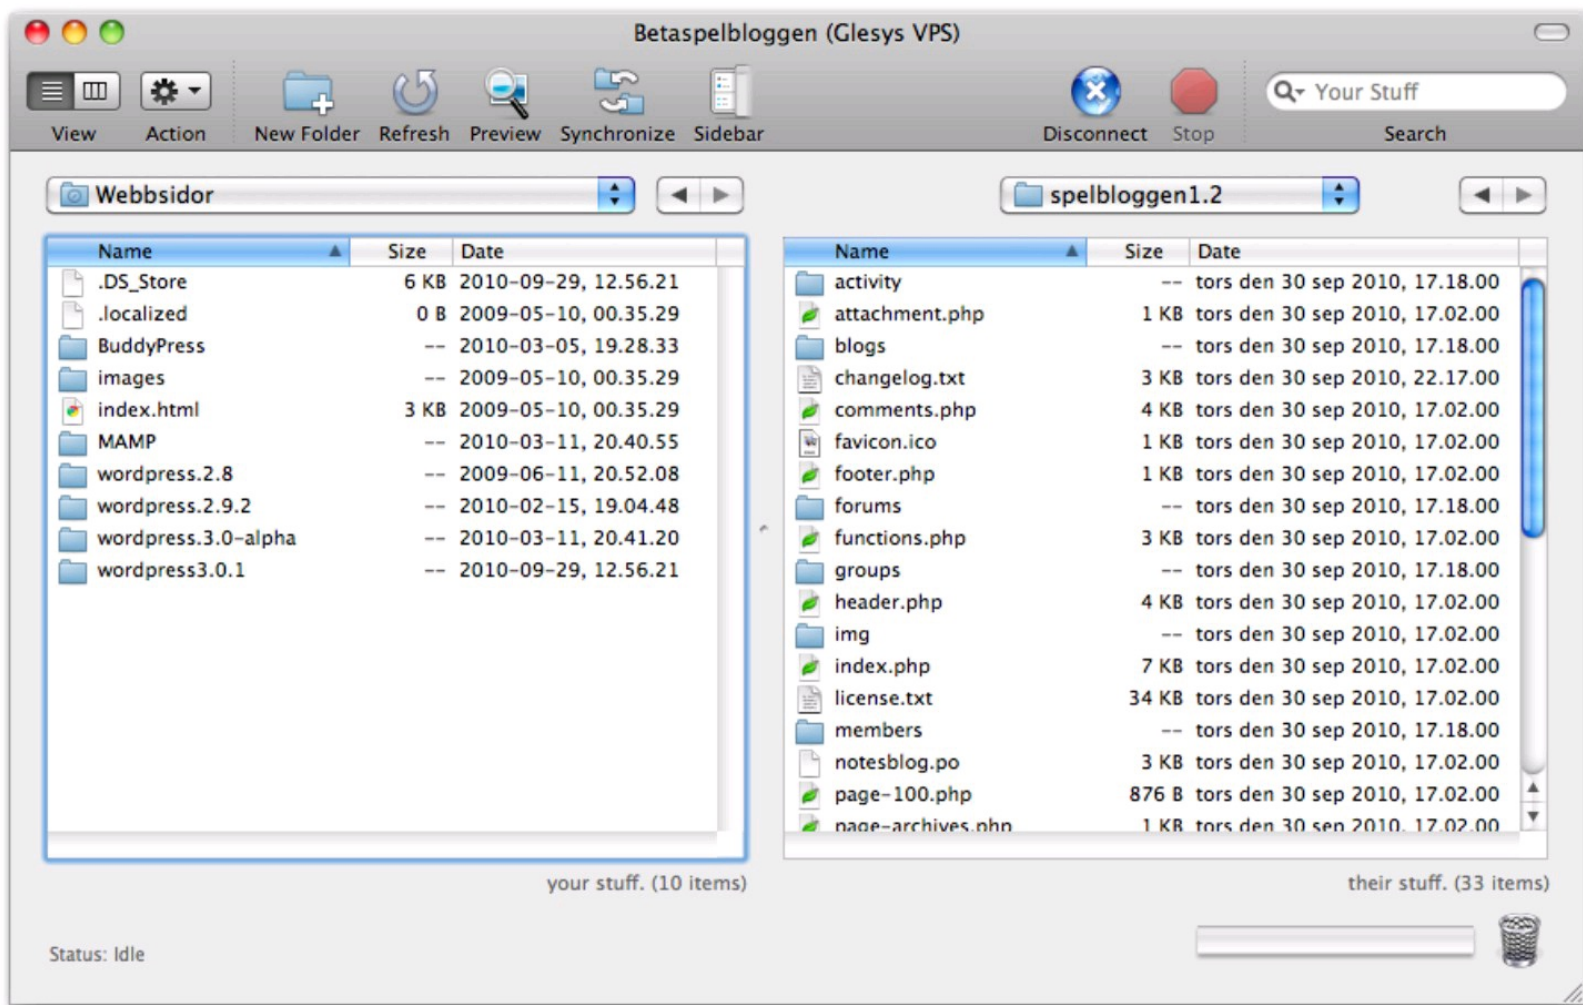 Betaspelbloggen (Glesys VPS)
View Action New Folder Refresh Preview Synchronize Sidebar Disconnect Stop Your Stuff Search
Webbsidor
Name Size Date
.DS_Store 6 KB 2010-09-29, 12.56.21
.localized 0 B 2009-05-10, 00.35.29
BuddyPress -- 2010-03-05, 19.28.33
images -- 2009-05-10, 00.35.29
index.html 3 KB 2009-05-10, 00.35.29
MAMP -- 2010-03-11, 20.40.55
wordpress.2.8 -- 2009-06-11, 20.52.08
wordpress.2.9.2 -- 2010-02-15, 19.04.48
wordpress.3.0-alpha -- 2010-03-11, 20.41.20
wordpress3.0.1 -- 2010-09-29, 12.56.21
your stuff. (10 items)
spelbloggen1.2
Name Size Date
activity -- tors den 30 sep 2010, 17.18.00
attachment.php 1 KB tors den 30 sep 2010, 17.02.00
blogs -- tors den 30 sep 2010, 17.18.00
changelog.txt 3 KB tors den 30 sep 2010, 22.17.00
comments.php 4 KB tors den 30 sep 2010, 17.02.00
favicon.ico 1 KB tors den 30 sep 2010, 17.02.00
footer.php 1 KB tors den 30 sep 2010, 17.02.00
forums -- tors den 30 sep 2010, 17.18.00
functions.php 3 KB tors den 30 sep 2010, 17.02.00
groups -- tors den 30 sep 2010, 17.18.00
header.php 4 KB tors den 30 sep 2010, 17.02.00
img -- tors den 30 sep 2010, 17.02.00
index.php 7 KB tors den 30 sep 2010, 17.02.00
license.txt 34 KB tors den 30 sep 2010, 17.02.00
members -- tors den 30 sep 2010, 17.18.00
notesblog.po 3 KB tors den 30 sep 2010, 17.02.00
page-100.php 876 B tors den 30 sep 2010, 17.02.00
page-archives.php 1 KB tors den 30 sep 2010, 17.02.00
their stuff. (33 items)
Status: Idle